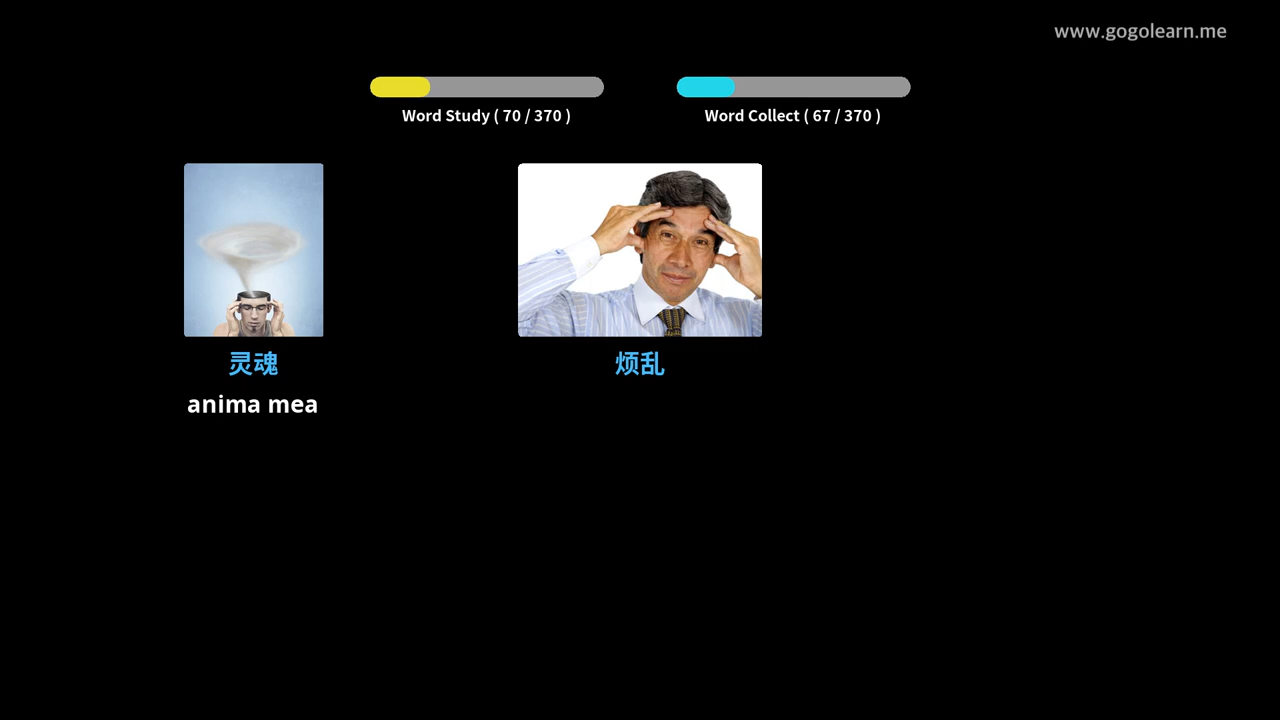 www.gogolearn.me
Word Study ( 70 / 370 )
Word Collect ( 67 / 370 )
灵魂
烦乱
anima mea